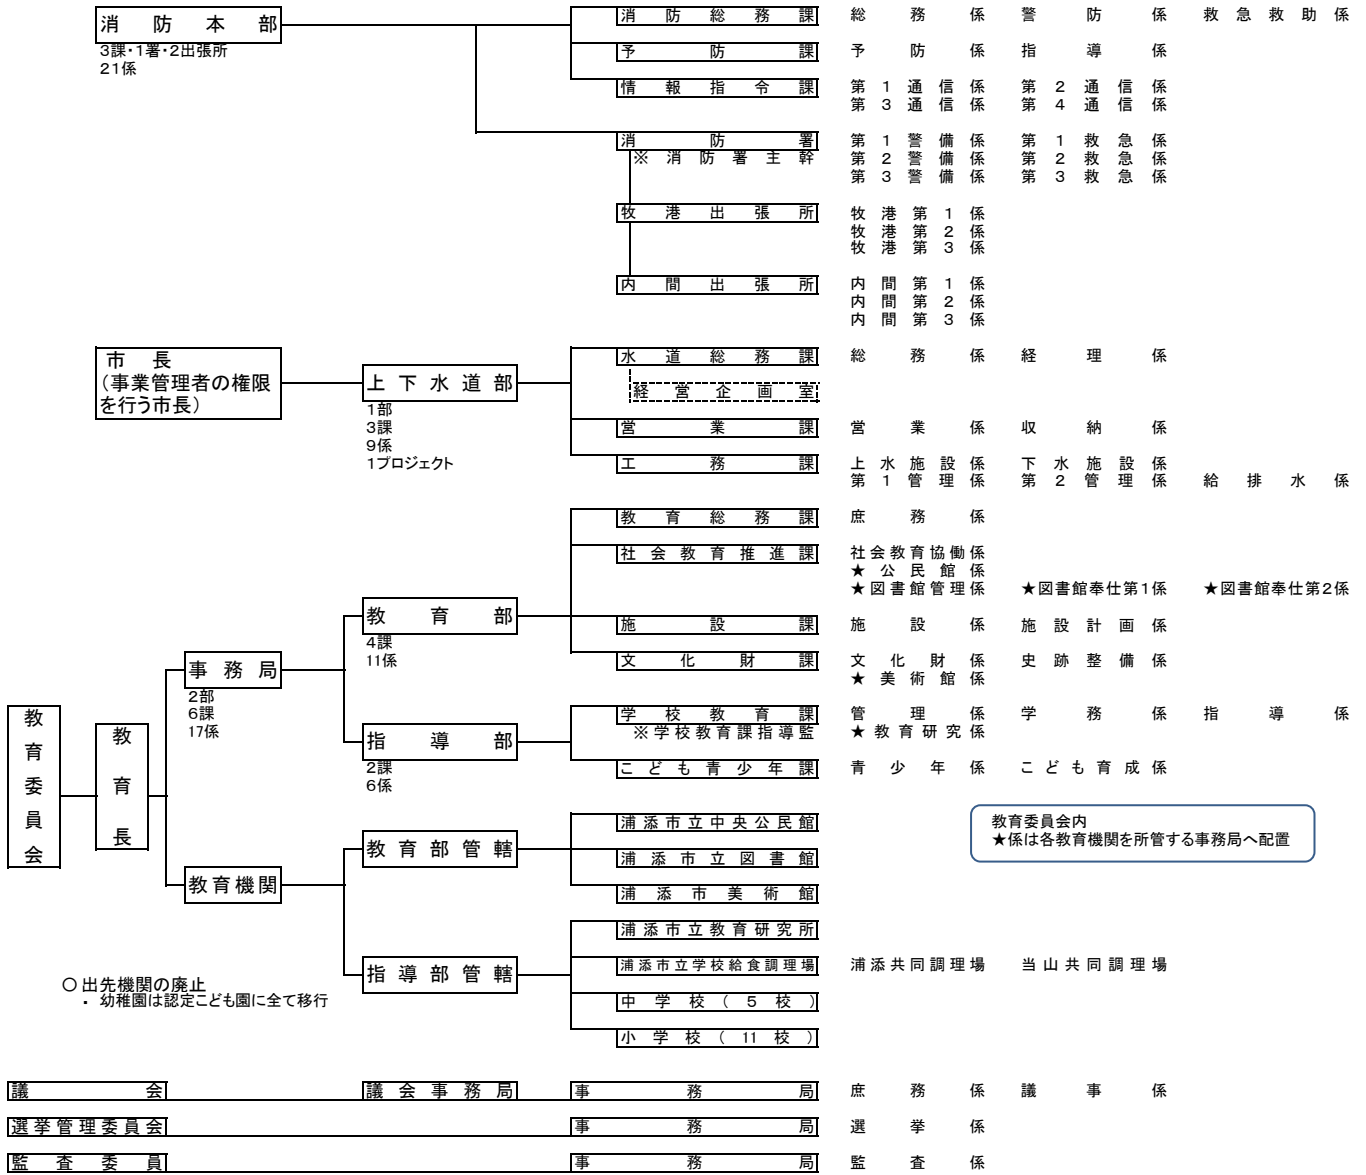 消防本部 消防総務課 総務係 警防係 救急救助係
3課・1署・2出張所
21係
予防課 予防係 指導係
情報指令課 第1通信係 第2通信係
第3通信係 第4通信係
消防署 第1警備係 第1救急係
※消防署主幹 第2警備係 第2救急係
第3警備係 第3救急係
牧港出張所 牧港第1係
牧港第2係
牧港第3係
内間出張所 内間第1係
内間第2係
内間第3係
市長
(事業管理者の権限
を行う市長)
上下水道部
1部
3課
9係
1プロジェクト
水道総務課 総務係 経理係
経営企画室
営業課 営業係 収納係
工務課 上水施設係 下水施設係
第1管理係 第2管理係 給排水係
教育委員会
教育長
事務局
2部
6課
17係
教育部
4課
11係
教育総務課 庶務係
社会教育推進課 社会教育協働係
★公民館係
★図書館管理係 ★図書館奉仕第1係 ★図書館奉仕第2係
施設課 施設係 施設計画係
文化財課 文化財係 史跡整備係
★美術館係
指導部
2課
6係
学校教育課 管理係 学務係 指導係
※学校教育課指導監 ★教育研究係
こども青少年課 青少年係 こども育成係
教育委員会内
★係は各教育機関を所管する事務局へ配置
教育機関
教育部管轄
浦添市立中央公民館
浦添市立図書館
浦添市美術館
指導部管轄
浦添市立教育研究所
浦添市立学校給食調理場 浦添共同調理場 当山共同調理場
中学校(5校)
小学校(11校)
○出先機関の廃止
・ 幼稚園は認定こども園に全て移行
議会 議会事務局 事務局 庶務係 議事係
選挙管理委員会 事務局 選挙係
監査委員 事務局 監査係